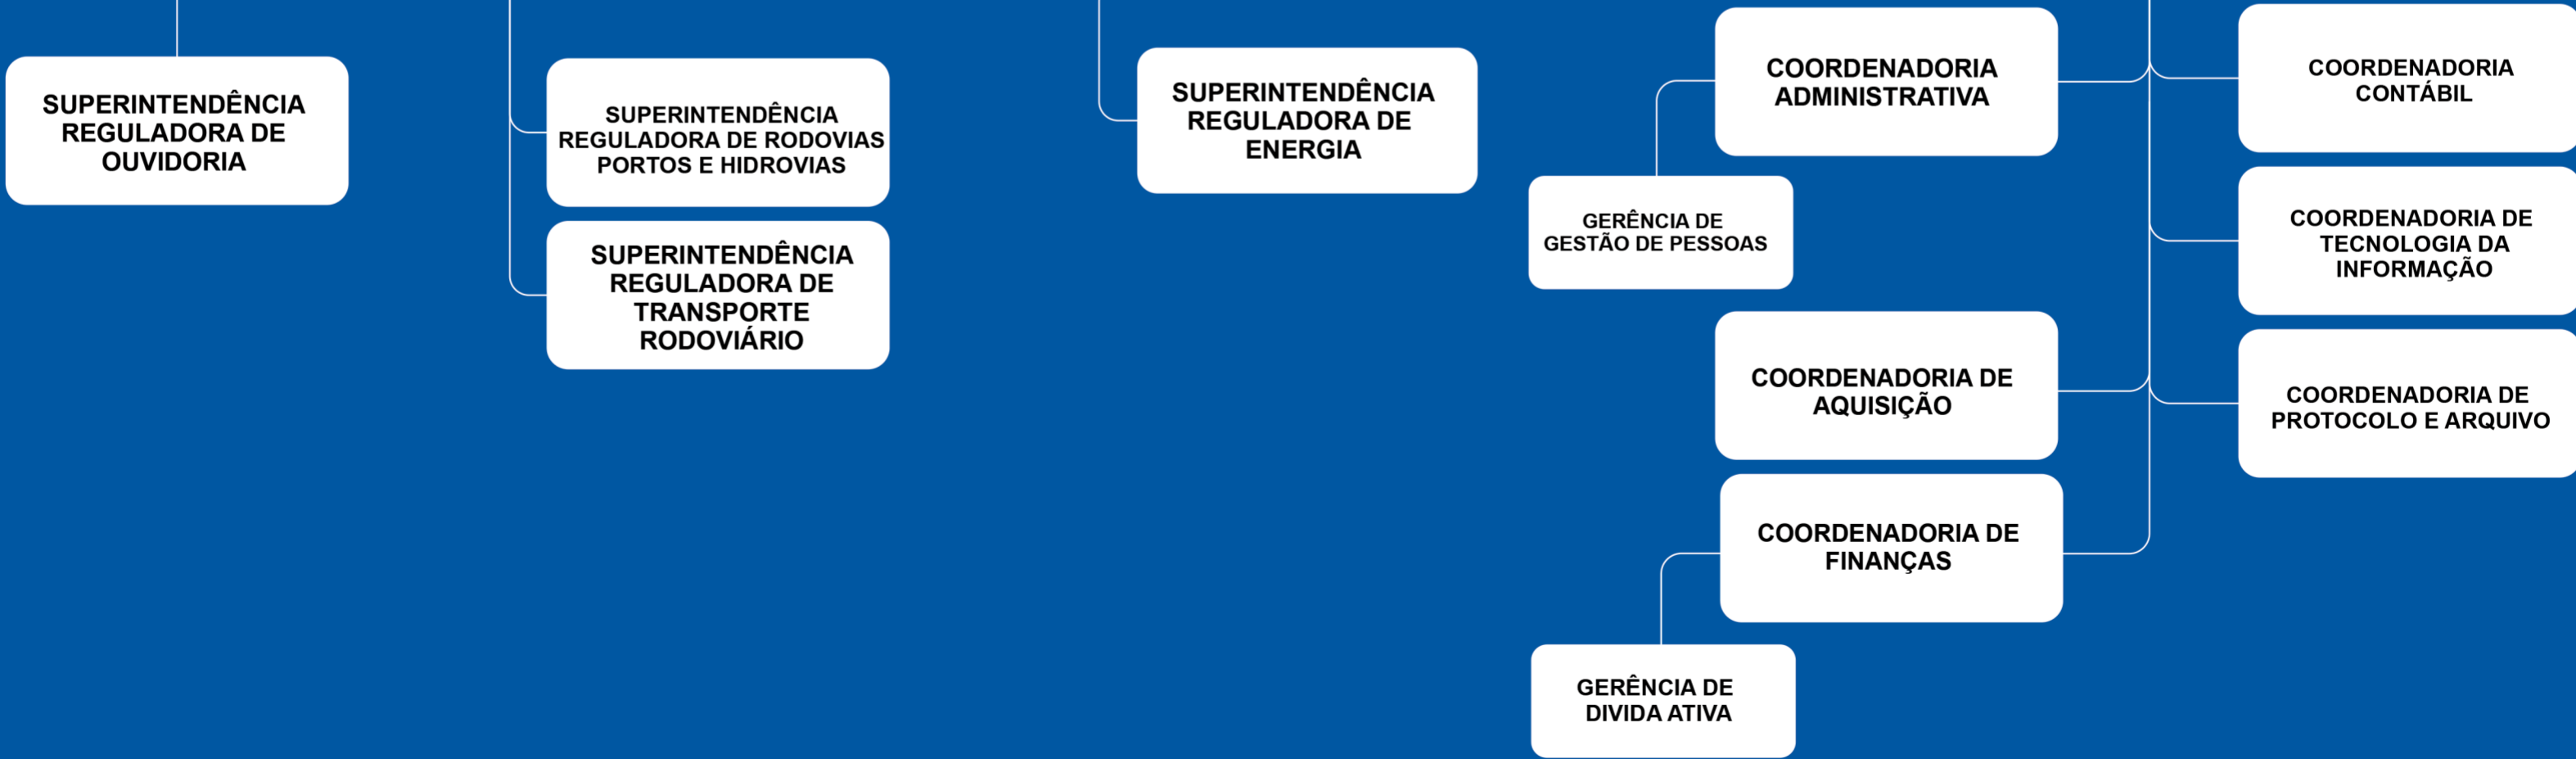 SUPERINTENDÊNCIA
REGULADORA DE
OUVIDORIA
SUPERINTENDÊNCIA
REGULADORA DE RODOVIAS
PORTOS E HIDROVIAS
SUPERINTENDÊNCIA
REGULADORA DE
TRANSPORTE
RODOVIÁRIO
SUPERINTENDÊNCIA
REGULADORA DE
ENERGIA
COORDENADORIA
ADMINISTRATIVA
GERÊNCIA DE
GESTÃO DE PESSOAS
COORDENADORIA DE
AQUISIÇÃO
COORDENADORIA DE
FINANÇAS
GERÊNCIA DE
DIVIDA ATIVA
COORDENADORIA
CONTÁBIL
COORDENADORIA DE
TECNOLOGIA DA
INFORMAÇÃO
COORDENADORIA DE
PROTOCOLO E ARQUIVO